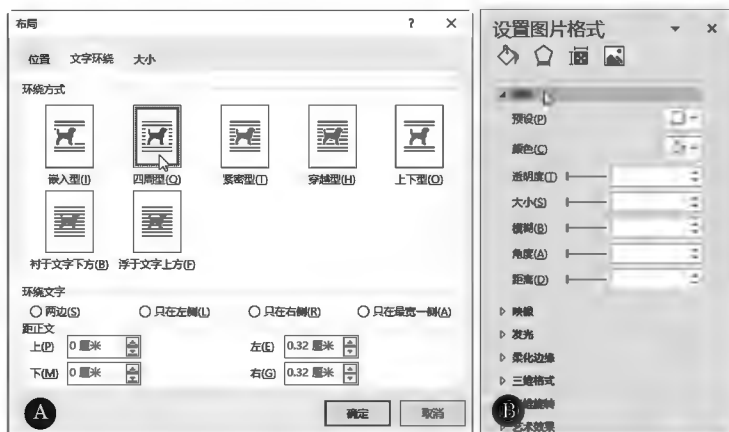 布局
? ×
位置 文字环绕 大小
环绕方式
嵌入型(I) 四周型(Q) 紧密型(T) 穿越型(H) 上下型(O)
衬于文字下方(B) 浮于文字上方(F)
环绕文字
两边(S) 只在左侧(L) 只在右侧(R) 只在最宽一侧(A)
距正文
上(P) 0 厘米 左(E) 0.32 厘米
下(M) 0 厘米 右(G) 0.32 厘米
确定 取消
A
设置图片格式
预设(P)
颜色(C)
透明度(T)
大小(S)
模糊(B)
角度(A)
距离(D)
映像
发光
柔化边缘
三维格式
维旋转
艺术效果
B